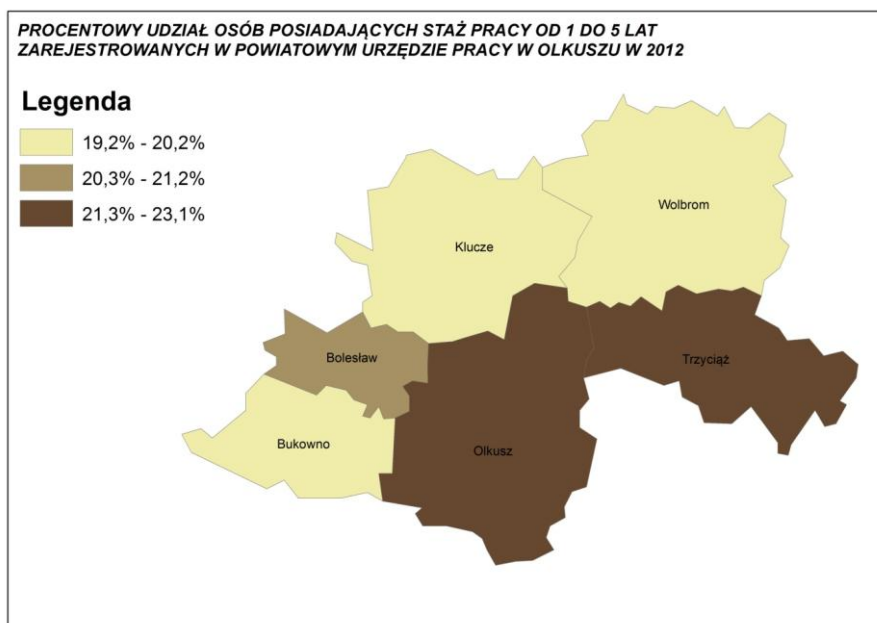 PROCENTOWY UDZIAŁ OSÓB POSIADAJĄCYCH STAŻ PRACY OD 1 DO 5 LAT
ZAREJESTROWANYCH W POWIATOWYM URZĘDZIE PRACY W OLKUSZU W 2012
Legenda
19,2% - 20,2%
20,3% - 21,2%
21,3% - 23,1%
Wolbrom
Klucze
Bolesław
Trzyciąż
Bukowno
Olkusz